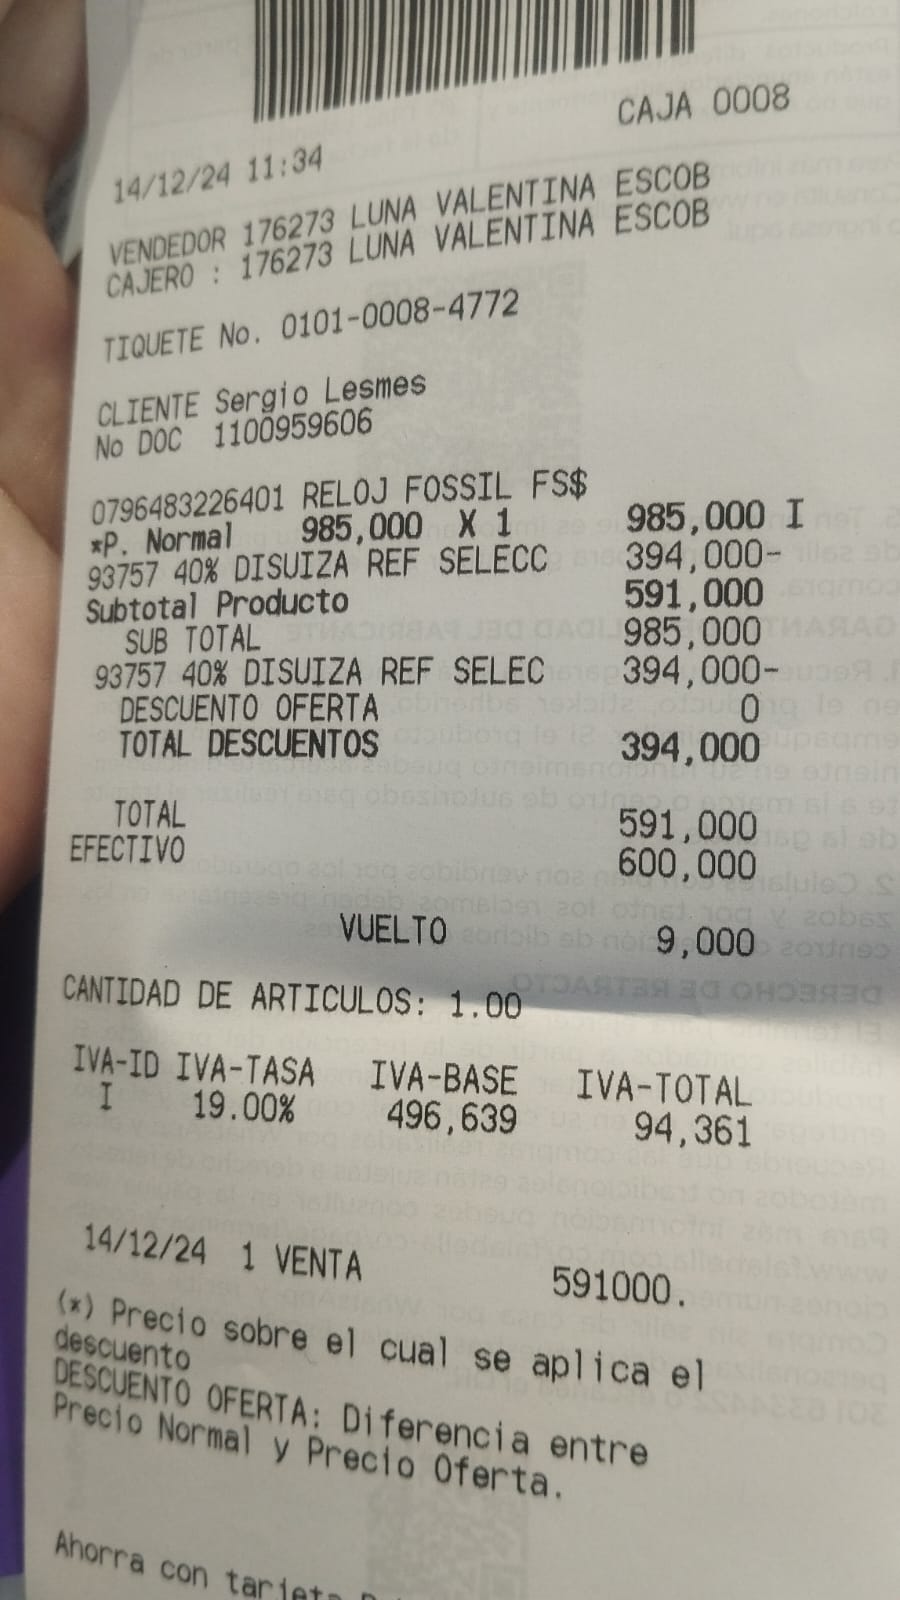 CAJA 0008
14/12/24 11:34
VENDEDOR 176273 LUNA VALENTINA ESCOB
CAJERO : 176273 LUNA VALENTINA ESCOB
TIQUETE No. 0101-0008-4772
CLIENTE Sergio Lesmes
No DOC 1100959606
0796483226401 RELOJ FOSSIL FS$
*P. Normal 985,000 X 1 985,000 I
93757 40% DISUIZA REF SELECC 394,000-
Subtotal Producto 591,000
SUB TOTAL 985,000
93757 40% DISUIZA REF SELEC 394,000-
DESCUENTO OFERTA 0
TOTAL DESCUENTOS 394,000
TOTAL 591,000
EFECTIVO 600,000
VUELTO 9,000
CANTIDAD DE ARTICULOS: 1.00
IVA-ID IVA-TASA IVA-BASE IVA-TOTAL
I 19.00% 496,639 94,361
14/12/24 1 VENTA 591000.
(*) Precio sobre el cual se aplica el
descuento
DESCUENTO OFERTA: Diferencia entre
Precio Normal y Precio Oferta.
Ahorra con